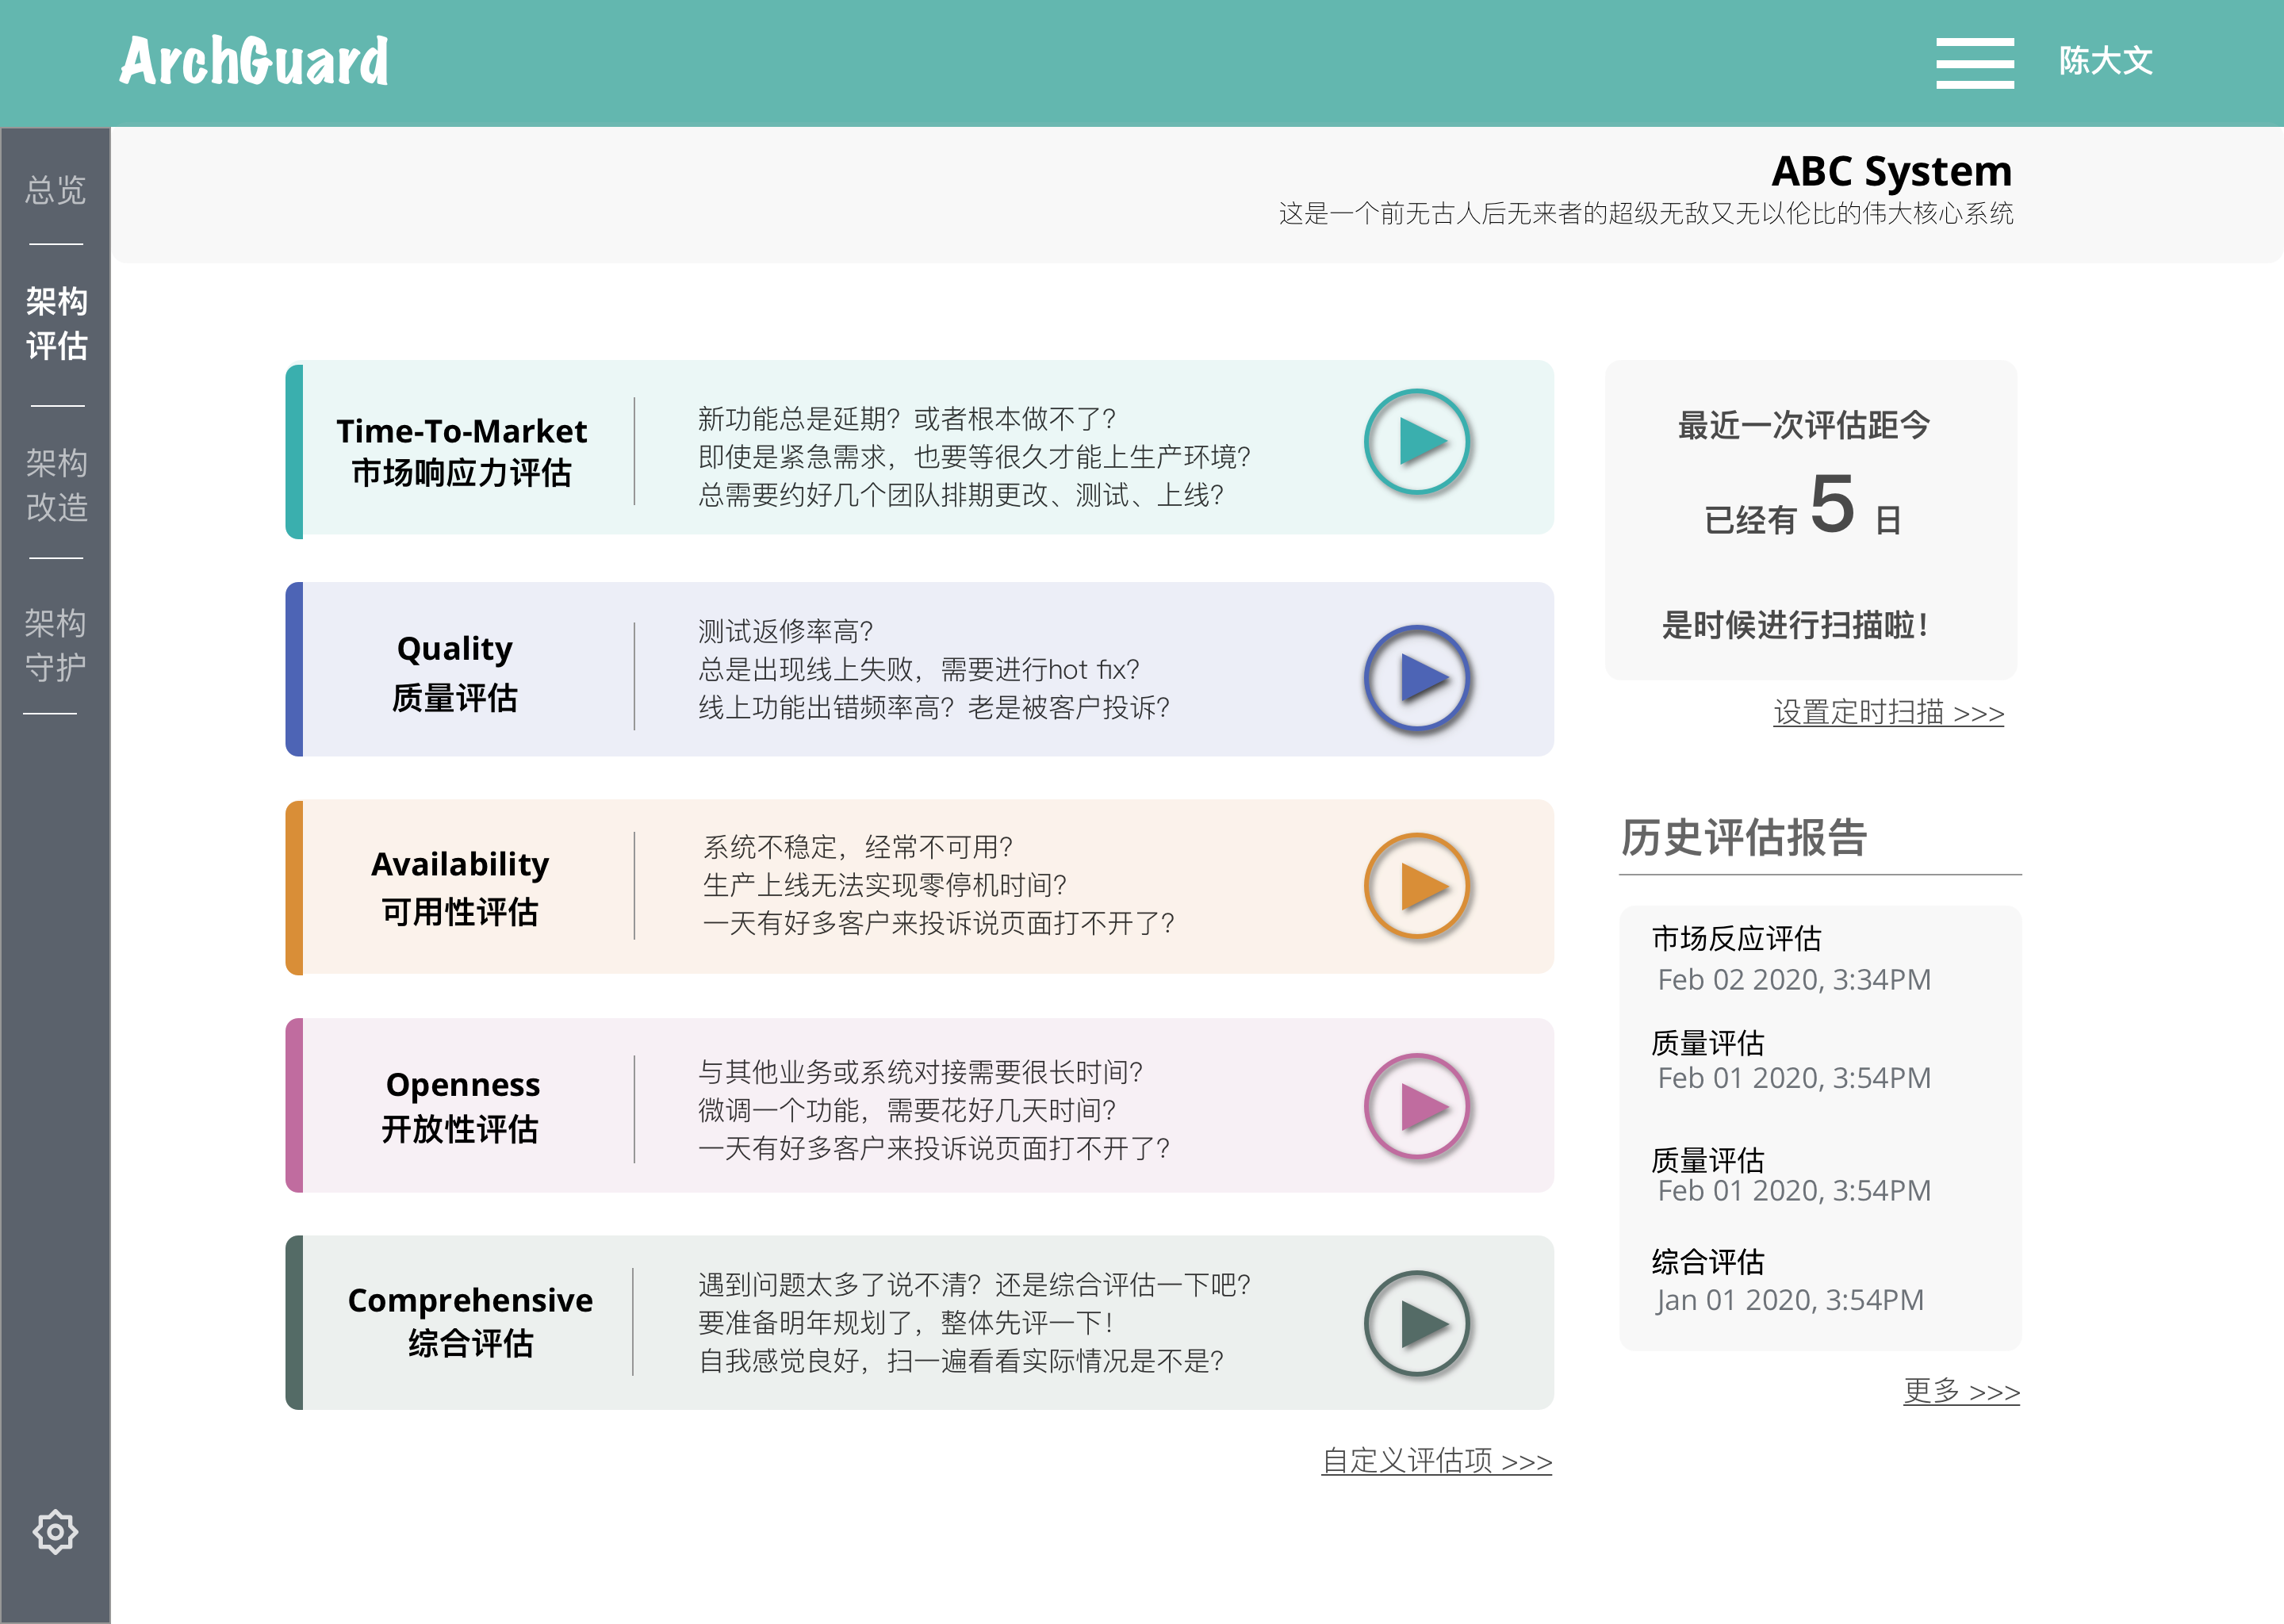 ArchGuard
陈大文
总览
架构
评估
架构
改造
架构
守护
ABC System
这是一个前无古人后无来者的超级无敌又无以伦比的伟大核心系统
Time-To-Market
市场响应力评估
新功能总是延期？或者根本做不了？
即使是紧急需求，也要等很久才能上生产环境？
总需要约好几个团队排期更改、测试、上线？
Quality
质量评估
测试返修率高？
总是出现线上失败，需要进行hot fix？
线上功能出错频率高？老是被客户投诉？
Availability
可用性评估
系统不稳定，经常不可用？
生产上线无法实现零停机时间？
一天有好多客户来投诉说页面打不开了？
Openness
开放性评估
与其他业务或系统对接需要很长时间？
微调一个功能，需要花好几天时间？
一天有好多客户来投诉说页面打不开了？
Comprehensive
综合评估
遇到问题太多了说不清？还是综合评估一下吧？
要准备明年规划了，整体先评一下！
自我感觉良好，扫一遍看看实际情况是不是？
自定义评估项 >>>
最近一次评估距今
已经有 5 日
是时候进行扫描啦！
设置定时扫描 >>>
历史评估报告
市场反应评估
Feb 02 2020, 3:34PM
质量评估
Feb 01 2020, 3:54PM
质量评估
Feb 01 2020, 3:54PM
综合评估
Jan 01 2020, 3:54PM
更多 >>>